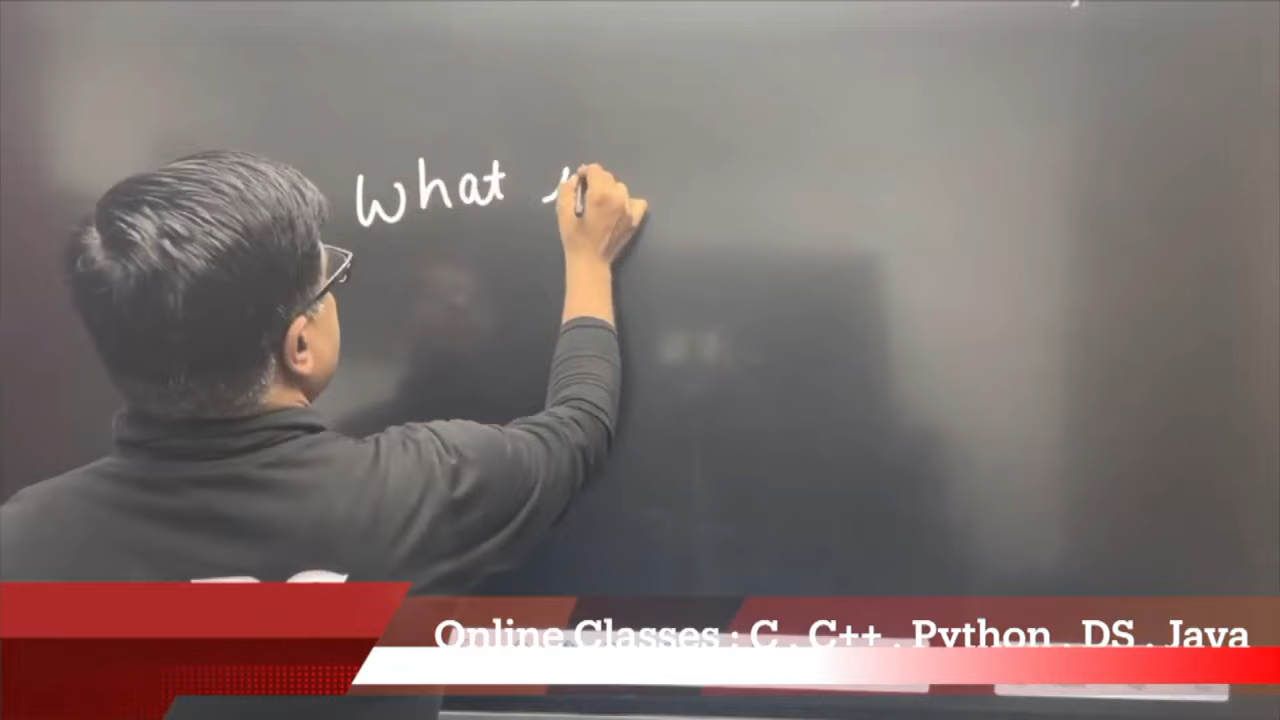 What
Online Classes : C , C++ , Python , DS , Java